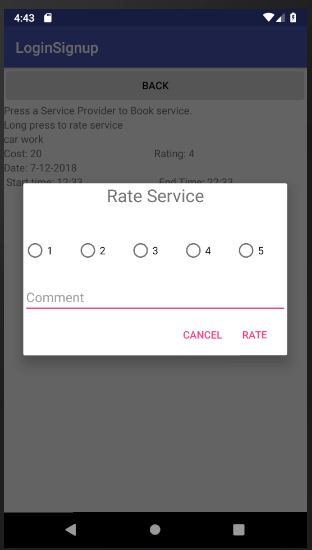 4:43
LoginSignup
BACK
Press a Service Provider to Book service.
Long press to rate service
car work
Cost: 20 Rating: 4
Date: 7-12-2018
Start time: 12:33 End Time: 22:33
Rate Service
1 2 3 4 5
Comment
CANCEL RATE